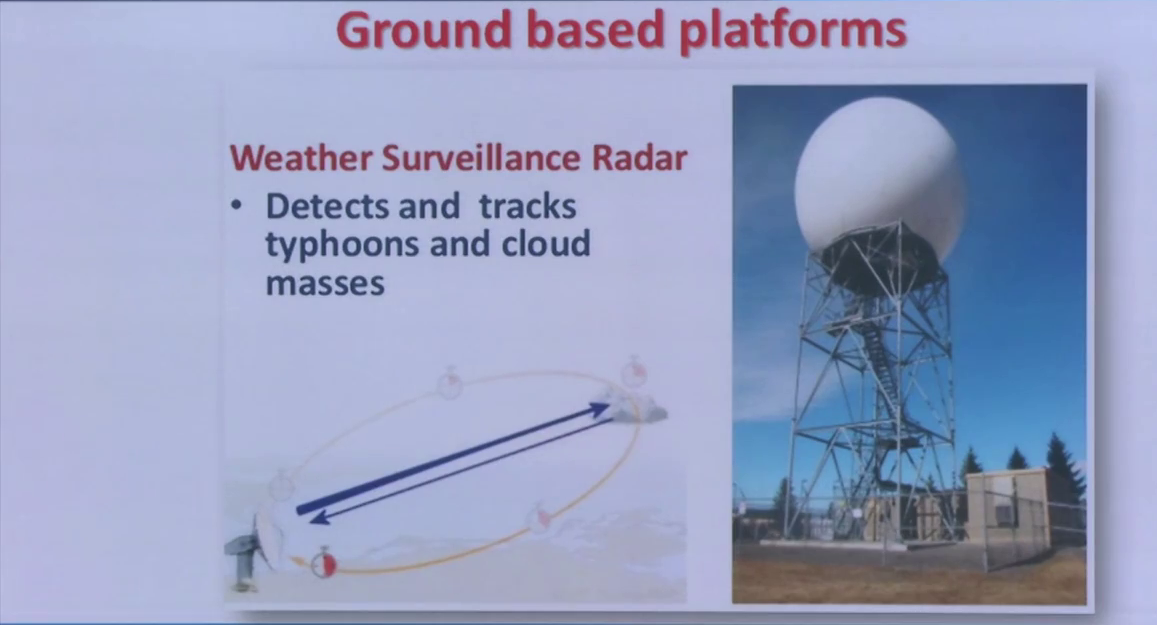 Ground based platforms
Weather Surveillance Radar
• Detects and tracks
typhoons and cloud
masses